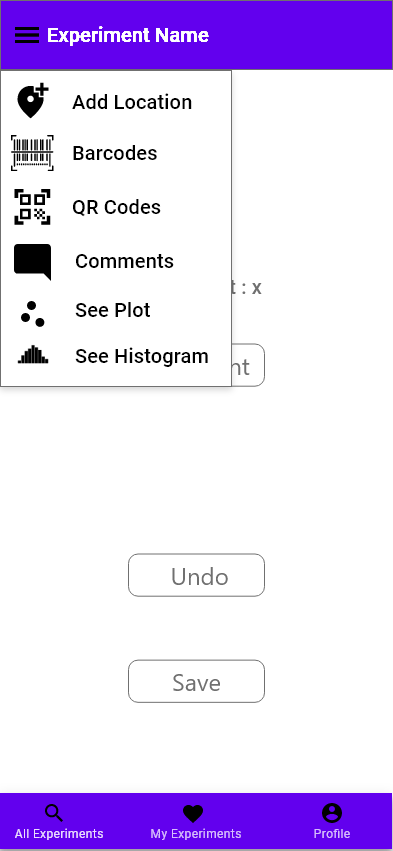 Experiment Name
Add Location
Barcodes
QR Codes
t : x
Comments
See Plot
See Histogram
nt
Undo
Save
All Experiments
My Experiments
Profile